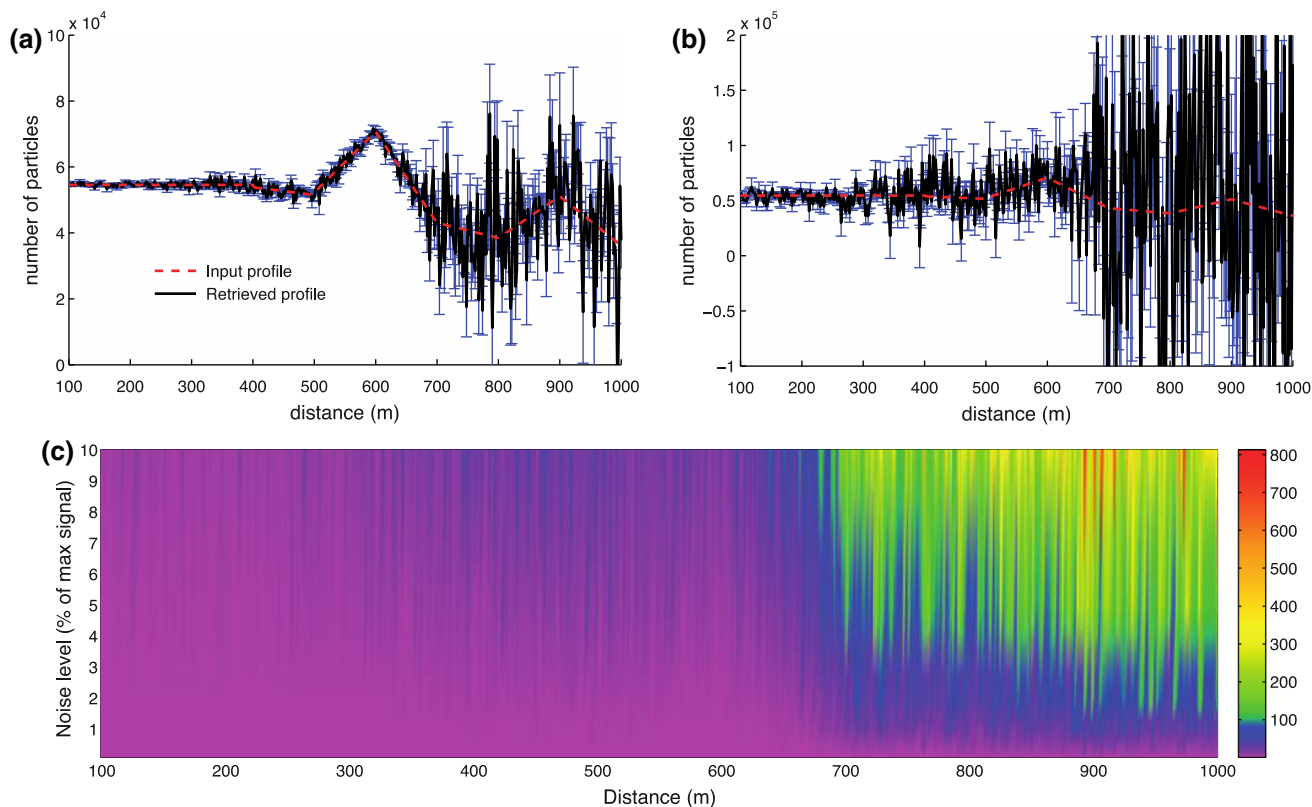 (a)
x 10⁴
10
8
6
4
2
0
number of particles
Input profile
Retrieved profile
100 200 300 400 500 600 700 800 900 1000
distance (m)
(b)
x 10⁵
2
1.5
1
0.5
0
−0.5
−1
number of particles
100 200 300 400 500 600 700 800 900 1000
distance (m)
(c)
10
9
8
7
6
5
4
3
2
1
Noise level (% of max signal)
100 200 300 400 500 600 700 800 900 1000
Distance (m)
800
700
600
500
400
300
200
100